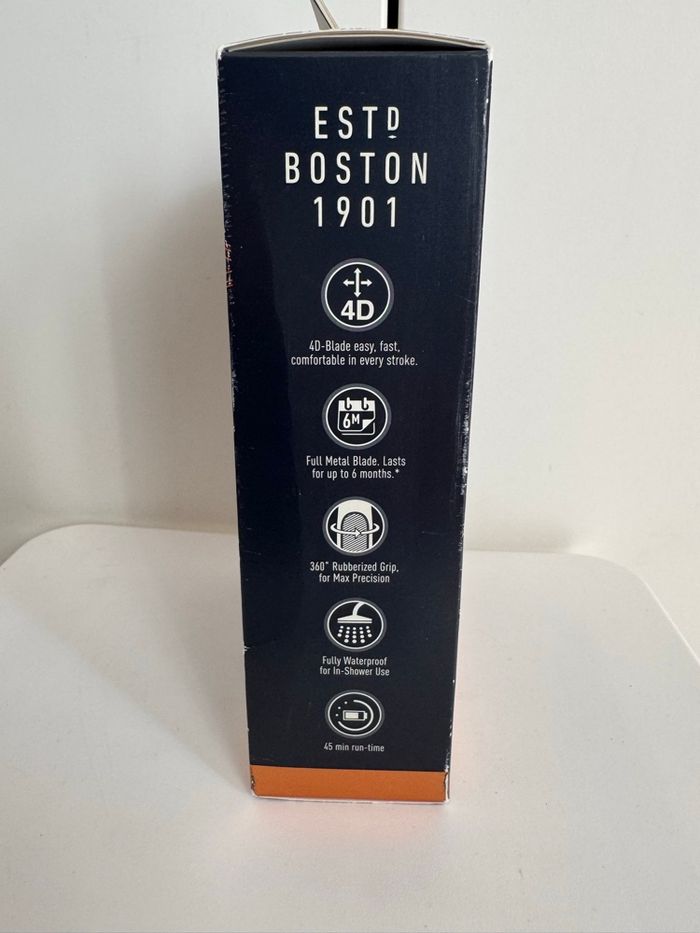 ESTD
BOSTON
1901
4D
4D-Blade easy, fast,
comfortable in every stroke.
6M
Full Metal Blade. Lasts
for up to 6 months.*
360° Rubberized Grip,
for Max Precision
Fully Waterproof
for In-Shower Use
45 min run-time